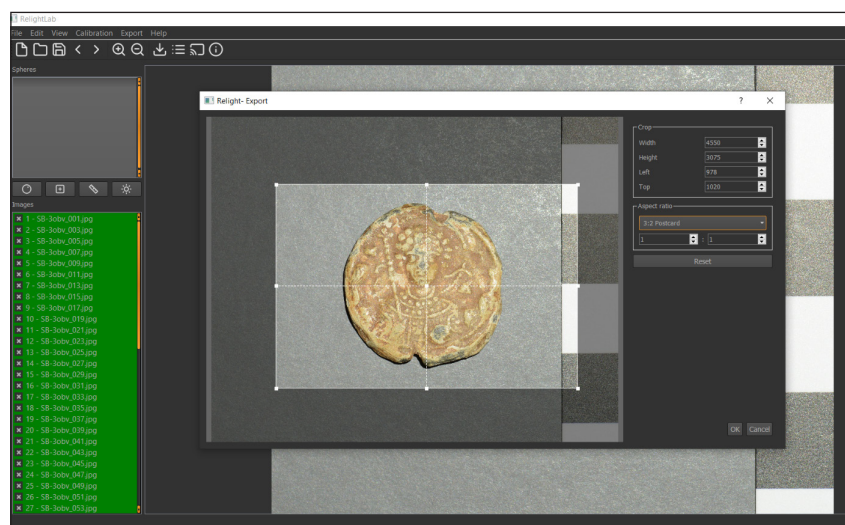 RelightLab
File Edit View Calibration Export Help
Spheres
Relight- Export
? X
Crop
Width 4550
Height 3075
Left 978
Top 1020
Aspect ratio
3:2 Postcard
1 : 1
Reset
OK Cancel
Images
1 - SB-3obv_001.jpg
2 - SB-3obv_003.jpg
3 - SB-3obv_005.jpg
4 - SB-3obv_007.jpg
5 - SB-3obv_009.jpg
6 - SB-3obv_011.jpg
7 - SB-3obv_013.jpg
8 - SB-3obv_015.jpg
9 - SB-3obv_017.jpg
10 - SB-3obv_019.jpg
11 - SB-3obv_021.jpg
12 - SB-3obv_023.jpg
13 - SB-3obv_025.jpg
14 - SB-3obv_027.jpg
15 - SB-3obv_029.jpg
16 - SB-3obv_031.jpg
17 - SB-3obv_033.jpg
18 - SB-3obv_035.jpg
19 - SB-3obv_037.jpg
20 - SB-3obv_039.jpg
21 - SB-3obv_041.jpg
22 - SB-3obv_043.jpg
23 - SB-3obv_045.jpg
24 - SB-3obv_047.jpg
25 - SB-3obv_049.jpg
26 - SB-3obv_051.jpg
27 - SB-3obv_053.jpg